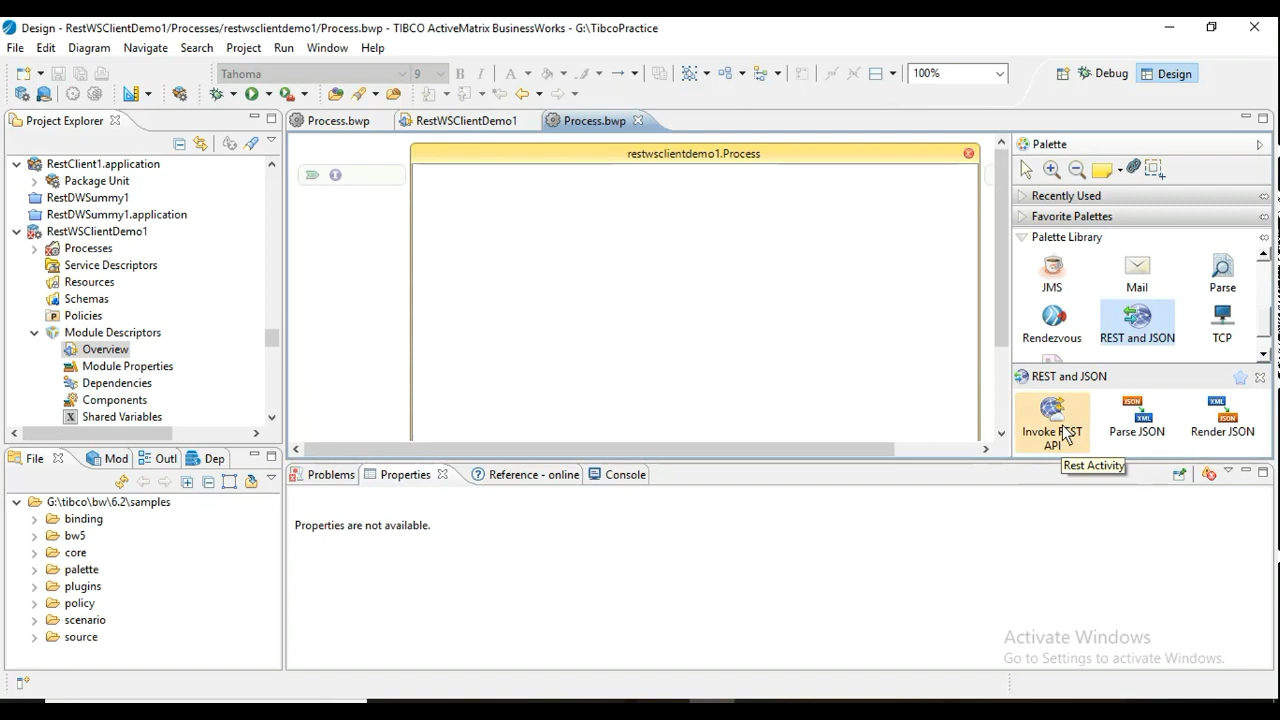 Design - RestWSClientDemo1/Processes/restwsclientdemo1/Process.bwp - TIBCO ActiveMatrix BusinessWorks - G:\TibcoPractice
File Edit Diagram Navigate Search Project Run Window Help
Tahoma 9 B I A 100% Debug Design
Project Explorer
RestClient1.application
Package Unit
RestDWSummy1
RestDWSummy1.application
RestWSClientDemo1
Processes
Service Descriptors
Resources
Schemas
Policies
Module Descriptors
Overview
Module Properties
Dependencies
Components
Shared Variables
Process.bwp RestWSClientDemo1 Process.bwp
restwsclientdemo1.Process
Palette
Recently Used
Favorite Palettes
Palette Library
JMS Mail Parse
Rendezvous REST and JSON TCP
REST and JSON
Invoke REST API
Parse JSON
Render JSON
Rest Activity
File Mod Outl Dep
G:\tibco\bw\6.2\samples
binding
bw5
core
palette
plugins
policy
scenario
source
Problems Properties Reference - online Console
Properties are not available.
Activate Windows
Go to Settings to activate Windows.